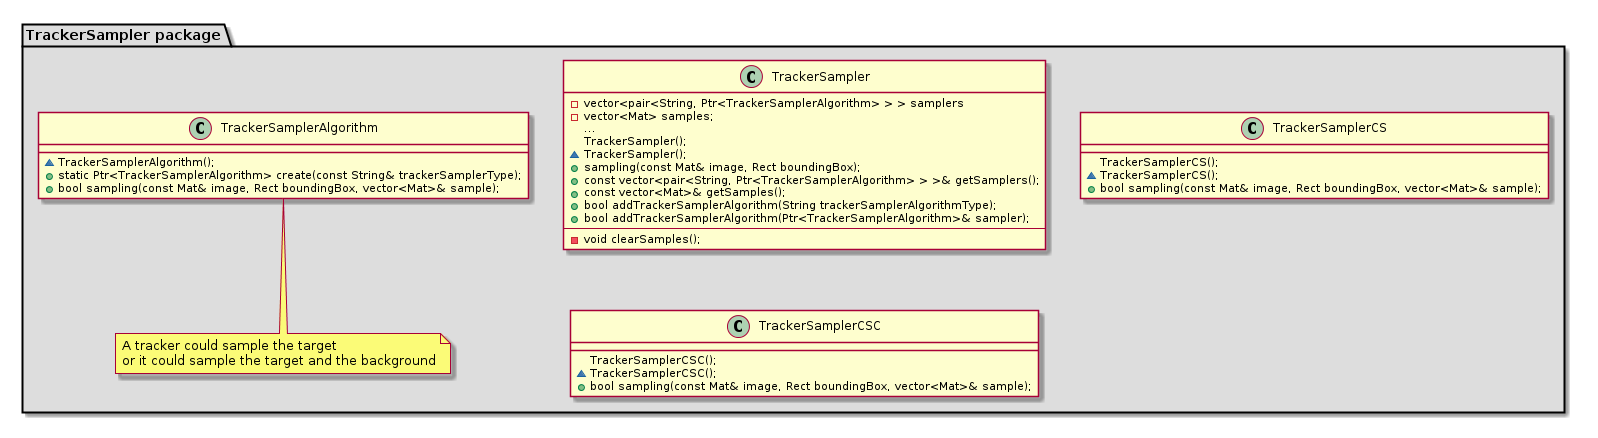 TrackerSampler package
C TrackerSamplerAlgorithm
TrackerSamplerAlgorithm();
static Ptr<TrackerSamplerAlgorithm> create(const String& trackerSamplerType);
bool sampling(const Mat& image, Rect boundingBox, vector<Mat>& sample);
C TrackerSampler
vector<pair<String, Ptr<TrackerSamplerAlgorithm> > > samplers
vector<Mat> samples;
...
TrackerSampler();
TrackerSampler();
sampling(const Mat& image, Rect boundingBox);
const vector<pair<String, Ptr<TrackerSamplerAlgorithm> > >& getSamplers();
const vector<Mat>& getSamples();
bool addTrackerSamplerAlgorithm(String trackerSamplerAlgorithmType);
bool addTrackerSamplerAlgorithm(Ptr<TrackerSamplerAlgorithm>& sampler);
void clearSamples();
C TrackerSamplerCS
TrackerSamplerCS();
TrackerSamplerCS();
bool sampling(const Mat& image, Rect boundingBox, vector<Mat>& sample);
A tracker could sample the target
or it could sample the target and the background
C TrackerSamplerCSC
TrackerSamplerCSC();
TrackerSamplerCSC();
bool sampling(const Mat& image, Rect boundingBox, vector<Mat>& sample);